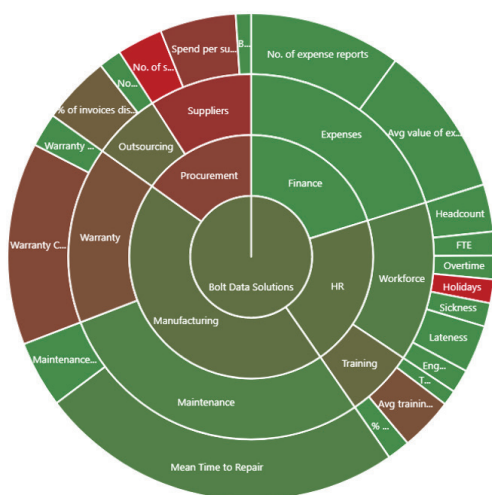 B...
Spend per su...
No. of s...
No...
% of invoices dis...
Warranty ...
Warranty C...
Maintenance...
Mean Time to Repair
% ...
Avg trainin...
T...
Eng...
Lateness
Sickness
Holidays
Overtime
FTE
Headcount
Avg value of ex...
No. of expense reports
Suppliers
Outsourcing
Warranty
Maintenance
Training
Workforce
Expenses
Procurement
Finance
HR
Manufacturing
Bolt Data Solutions